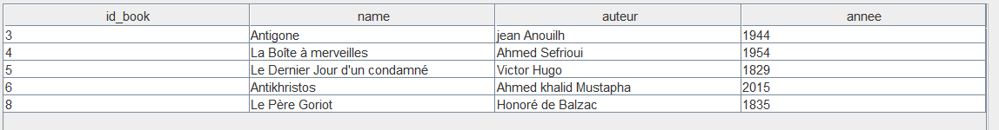 id_book name auteur annee
3 Antigone jean Anouilh 1944
4 La Boîte à merveilles Ahmed Sefrioui 1954
5 Le Dernier Jour d'un condamné Victor Hugo 1829
6 Antikhristos Ahmed khalid Mustapha 2015
8 Le Père Goriot Honoré de Balzac 1835